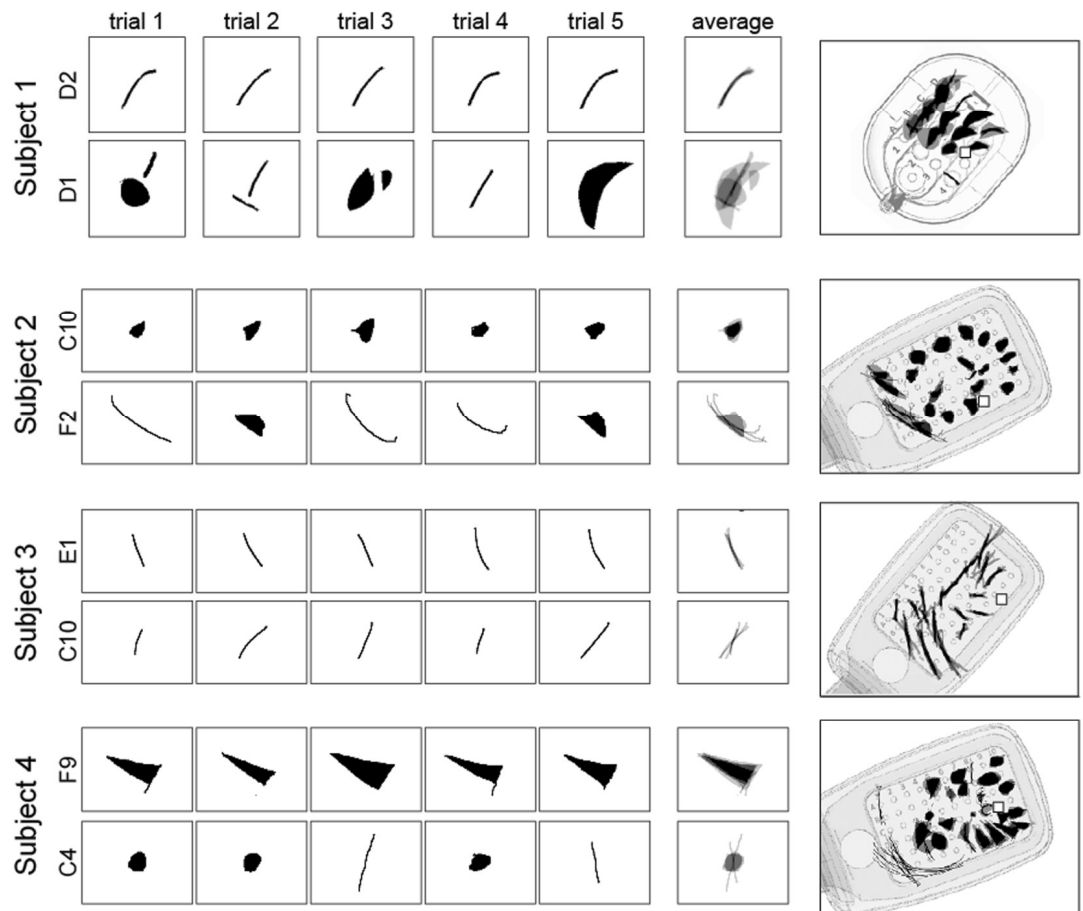 trial 1 trial 2 trial 3 trial 4 trial 5 average
Subject 1
D2
D1
Subject 2
C10
F2
Subject 3
E1
C10
Subject 4
F9
C4